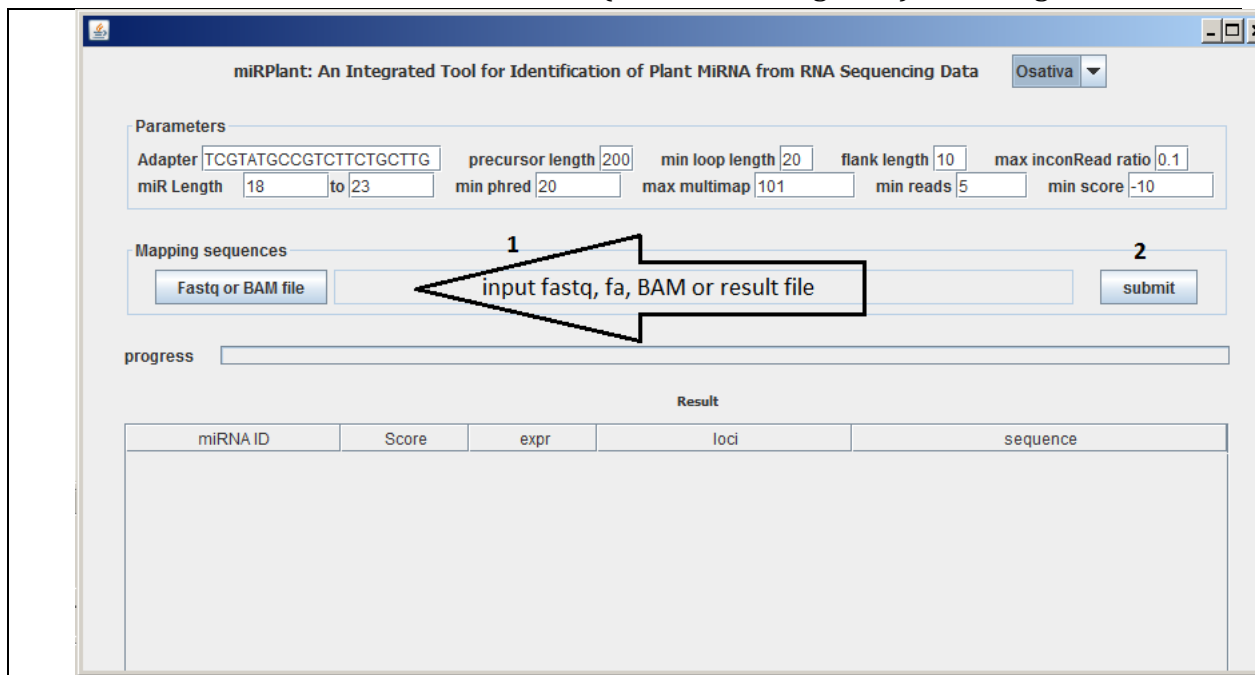 miRPlant: An Integrated Tool for Identification of Plant MiRNA from RNA Sequencing Data Osativa
Parameters
Adapter TCGTATGCCGTCTTCTGCTTG precursor length 200 min loop length 20 flank length 10 max inconRead ratio 0.1
miR Length 18 to 23 min phred 20 max multimap 101 min reads 5 min score -10
Mapping sequences 1 2
Fastq or BAM file input fastq, fa, BAM or result file submit
progress
Result
miRNA ID Score expr loci sequence